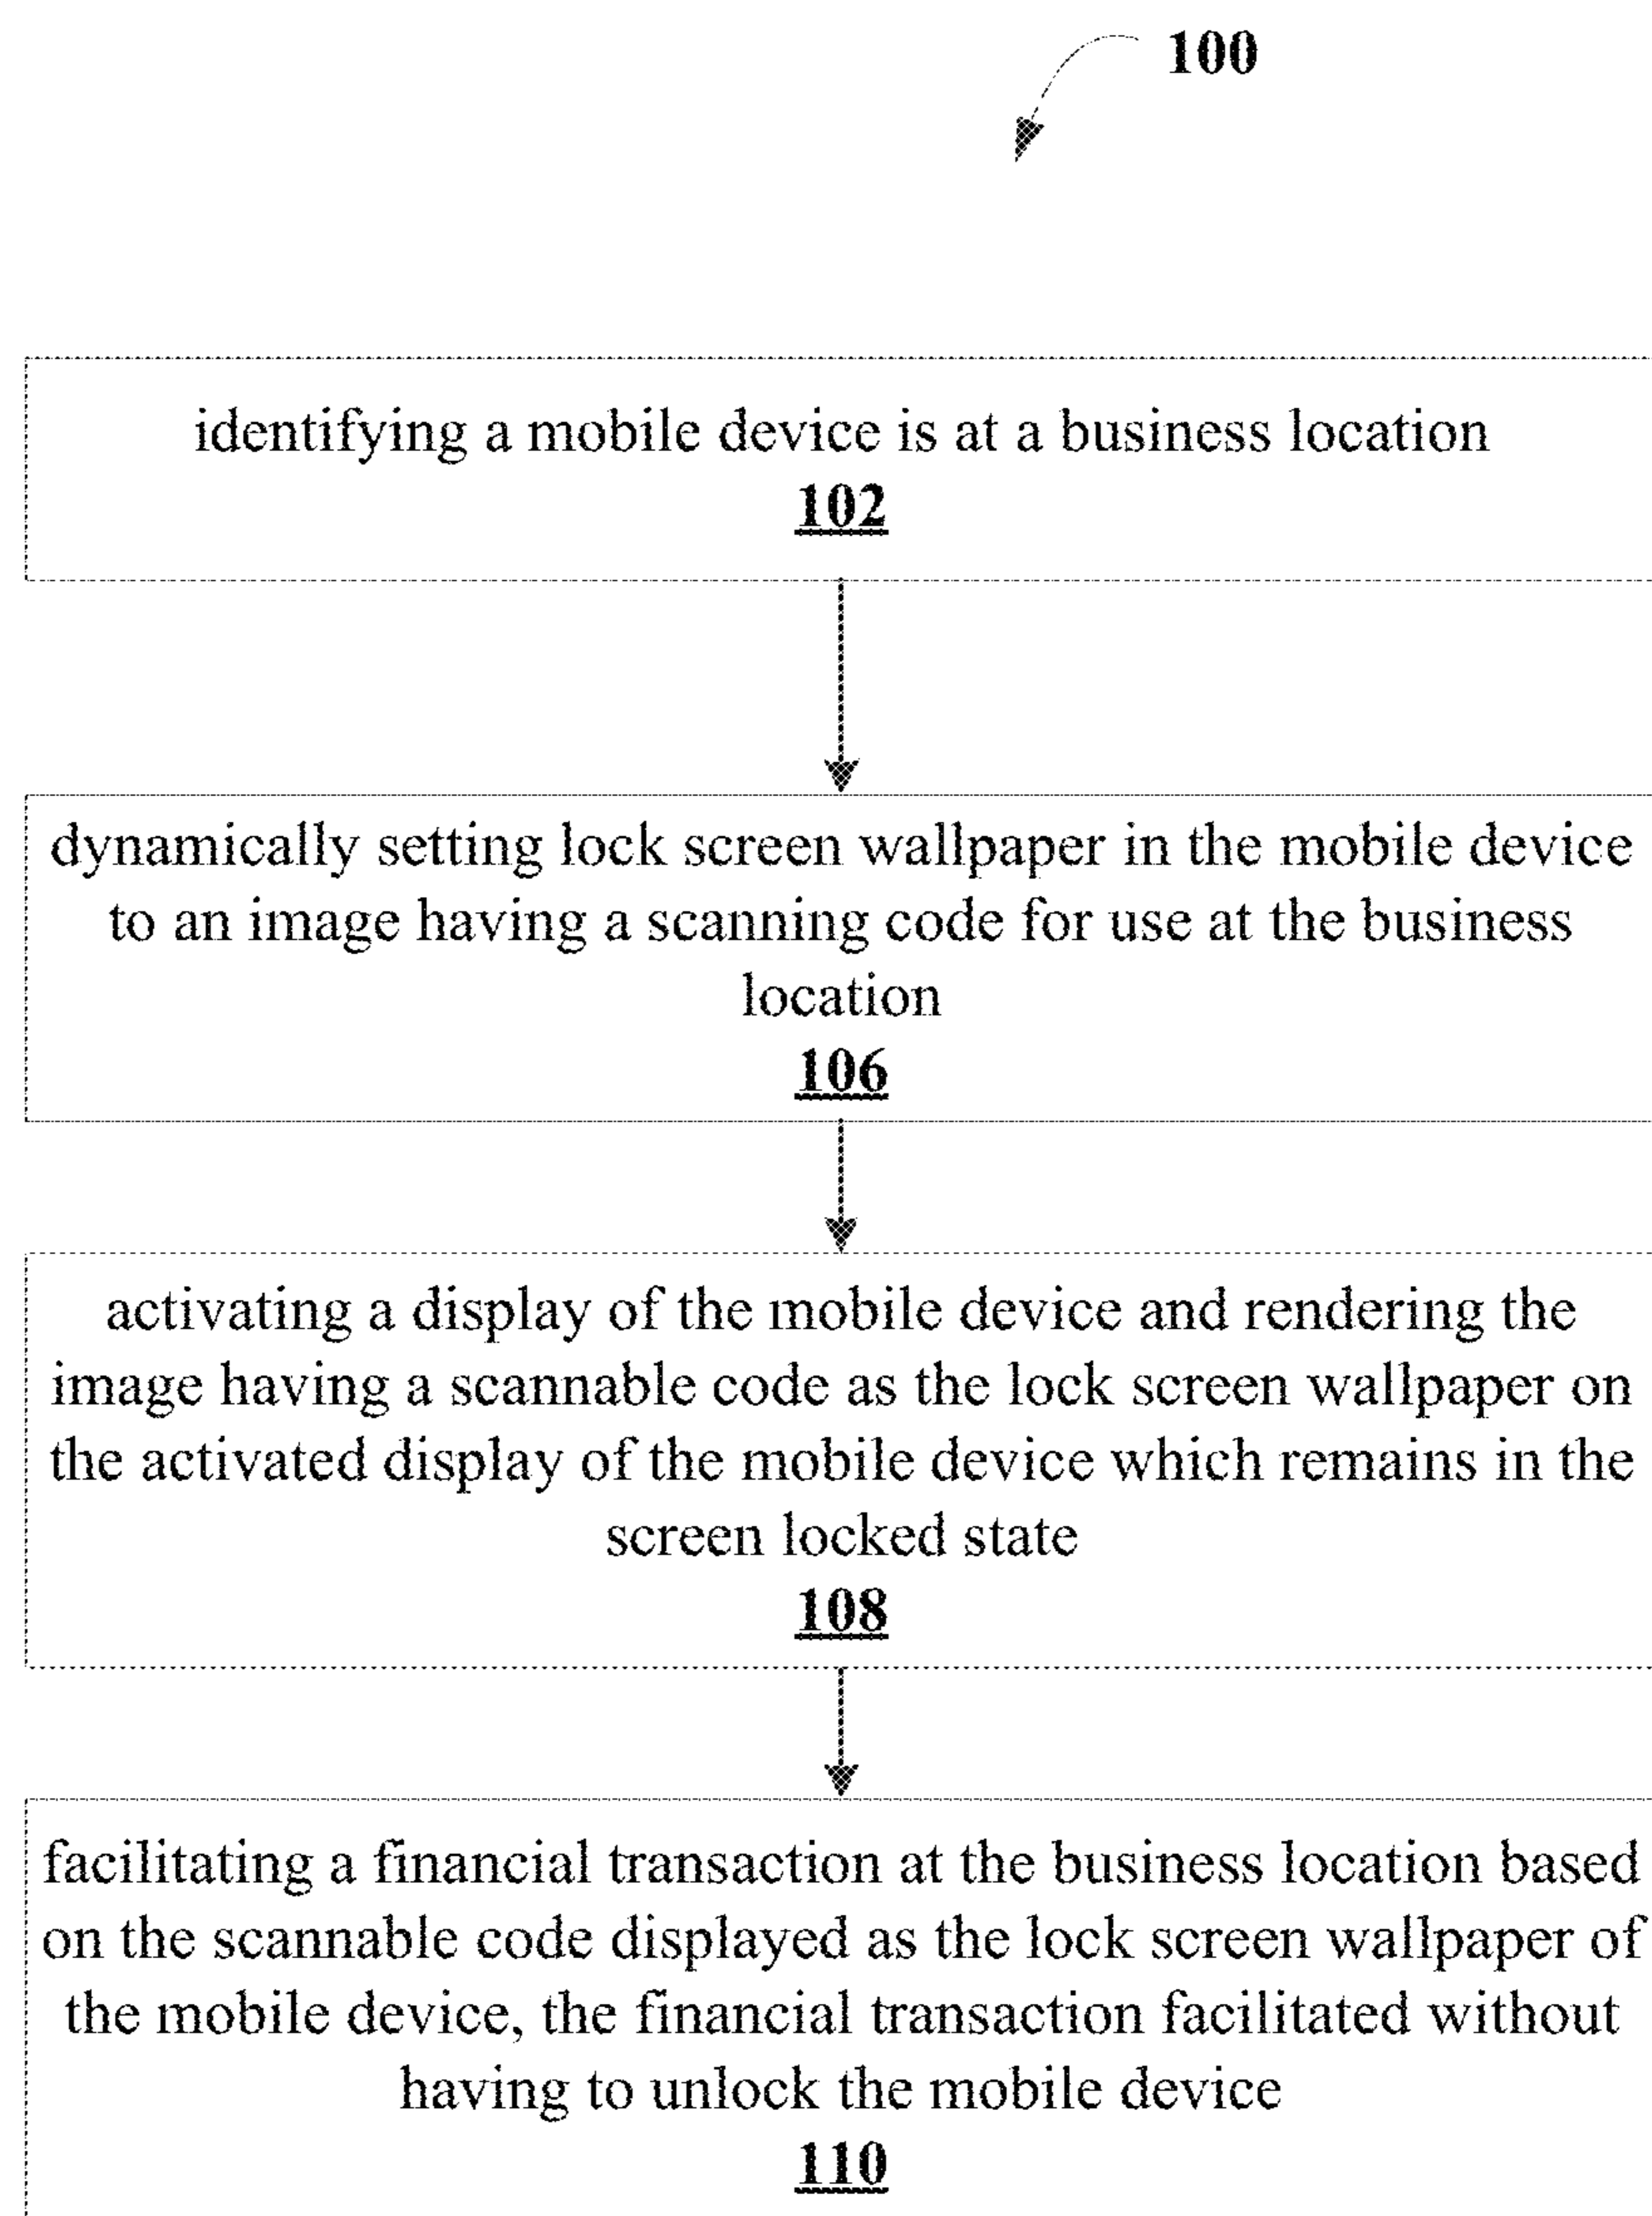 100
identifying a mobile device is at a business location
102
dynamically setting lock screen wallpaper in the mobile device
to an image having a scanning code for use at the business
location
106
activating a display of the mobile device and rendering the
image having a scannable code as the lock screen wallpaper on
the activated display of the mobile device which remains in the
screen locked state
108
facilitating a financial transaction at the business location based
on the scannable code displayed as the lock screen wallpaper of
the mobile device, the financial transaction facilitated without
having to unlock the mobile device
110